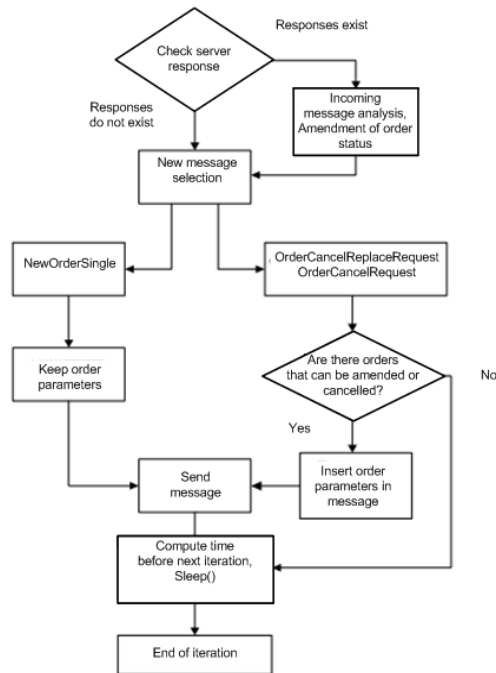 Responses exist
Check server
response
Responses
do not exist
Incoming
message analysis,
Amendment of order
status
New message
selection
NewOrderSingle
OrderCancelReplaceRequest
OrderCancelRequest
Keep order
parameters
Are there orders
that can be amended or
cancelled?
No
Yes
Send
message
Insert order
parameters in
message
Compute time
before next iteration,
Sleep()
End of iteration